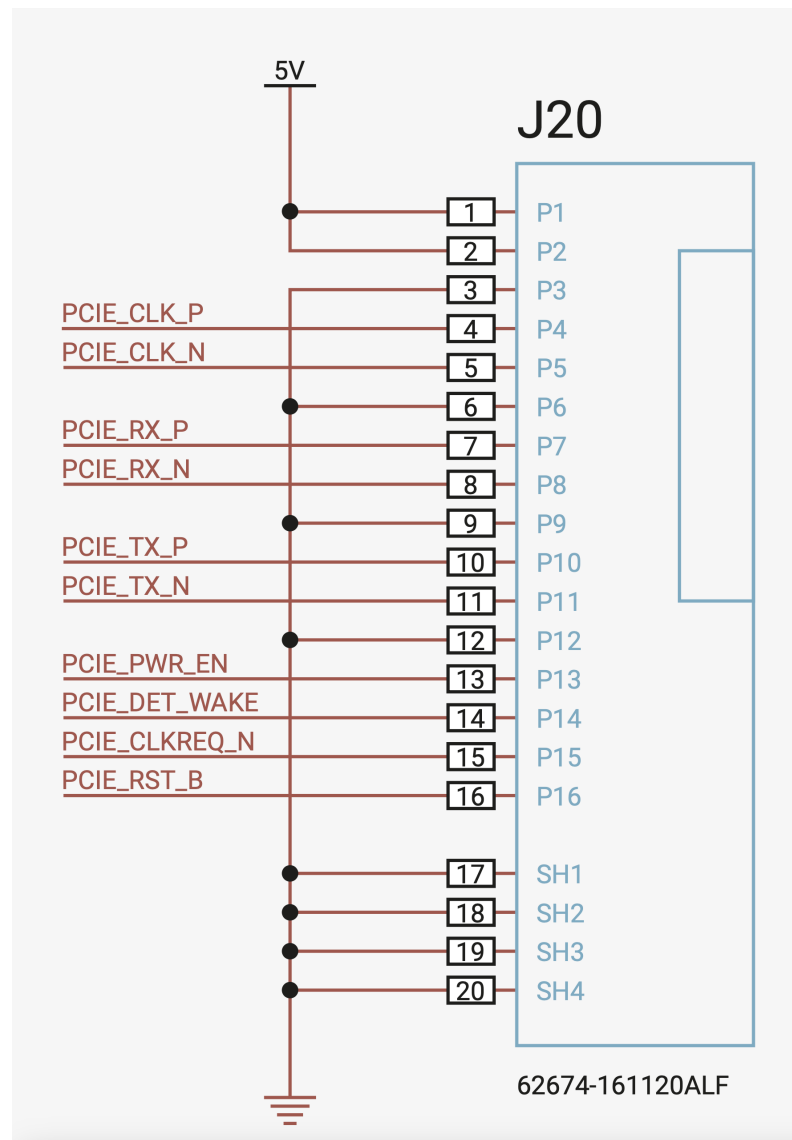 5V
J20
1 P1
2 P2
3 P3
PCIE_CLK_P
4 P4
PCIE_CLK_N
5 P5
6 P6
PCIE_RX_P
7 P7
PCIE_RX_N
8 P8
9 P9
PCIE_TX_P
10 P10
PCIE_TX_N
11 P11
12 P12
PCIE_PWR_EN
13 P13
PCIE_DET_WAKE
14 P14
PCIE_CLKREQ_N
15 P15
PCIE_RST_B
16 P16
17 SH1
18 SH2
19 SH3
20 SH4
62674-161120ALF